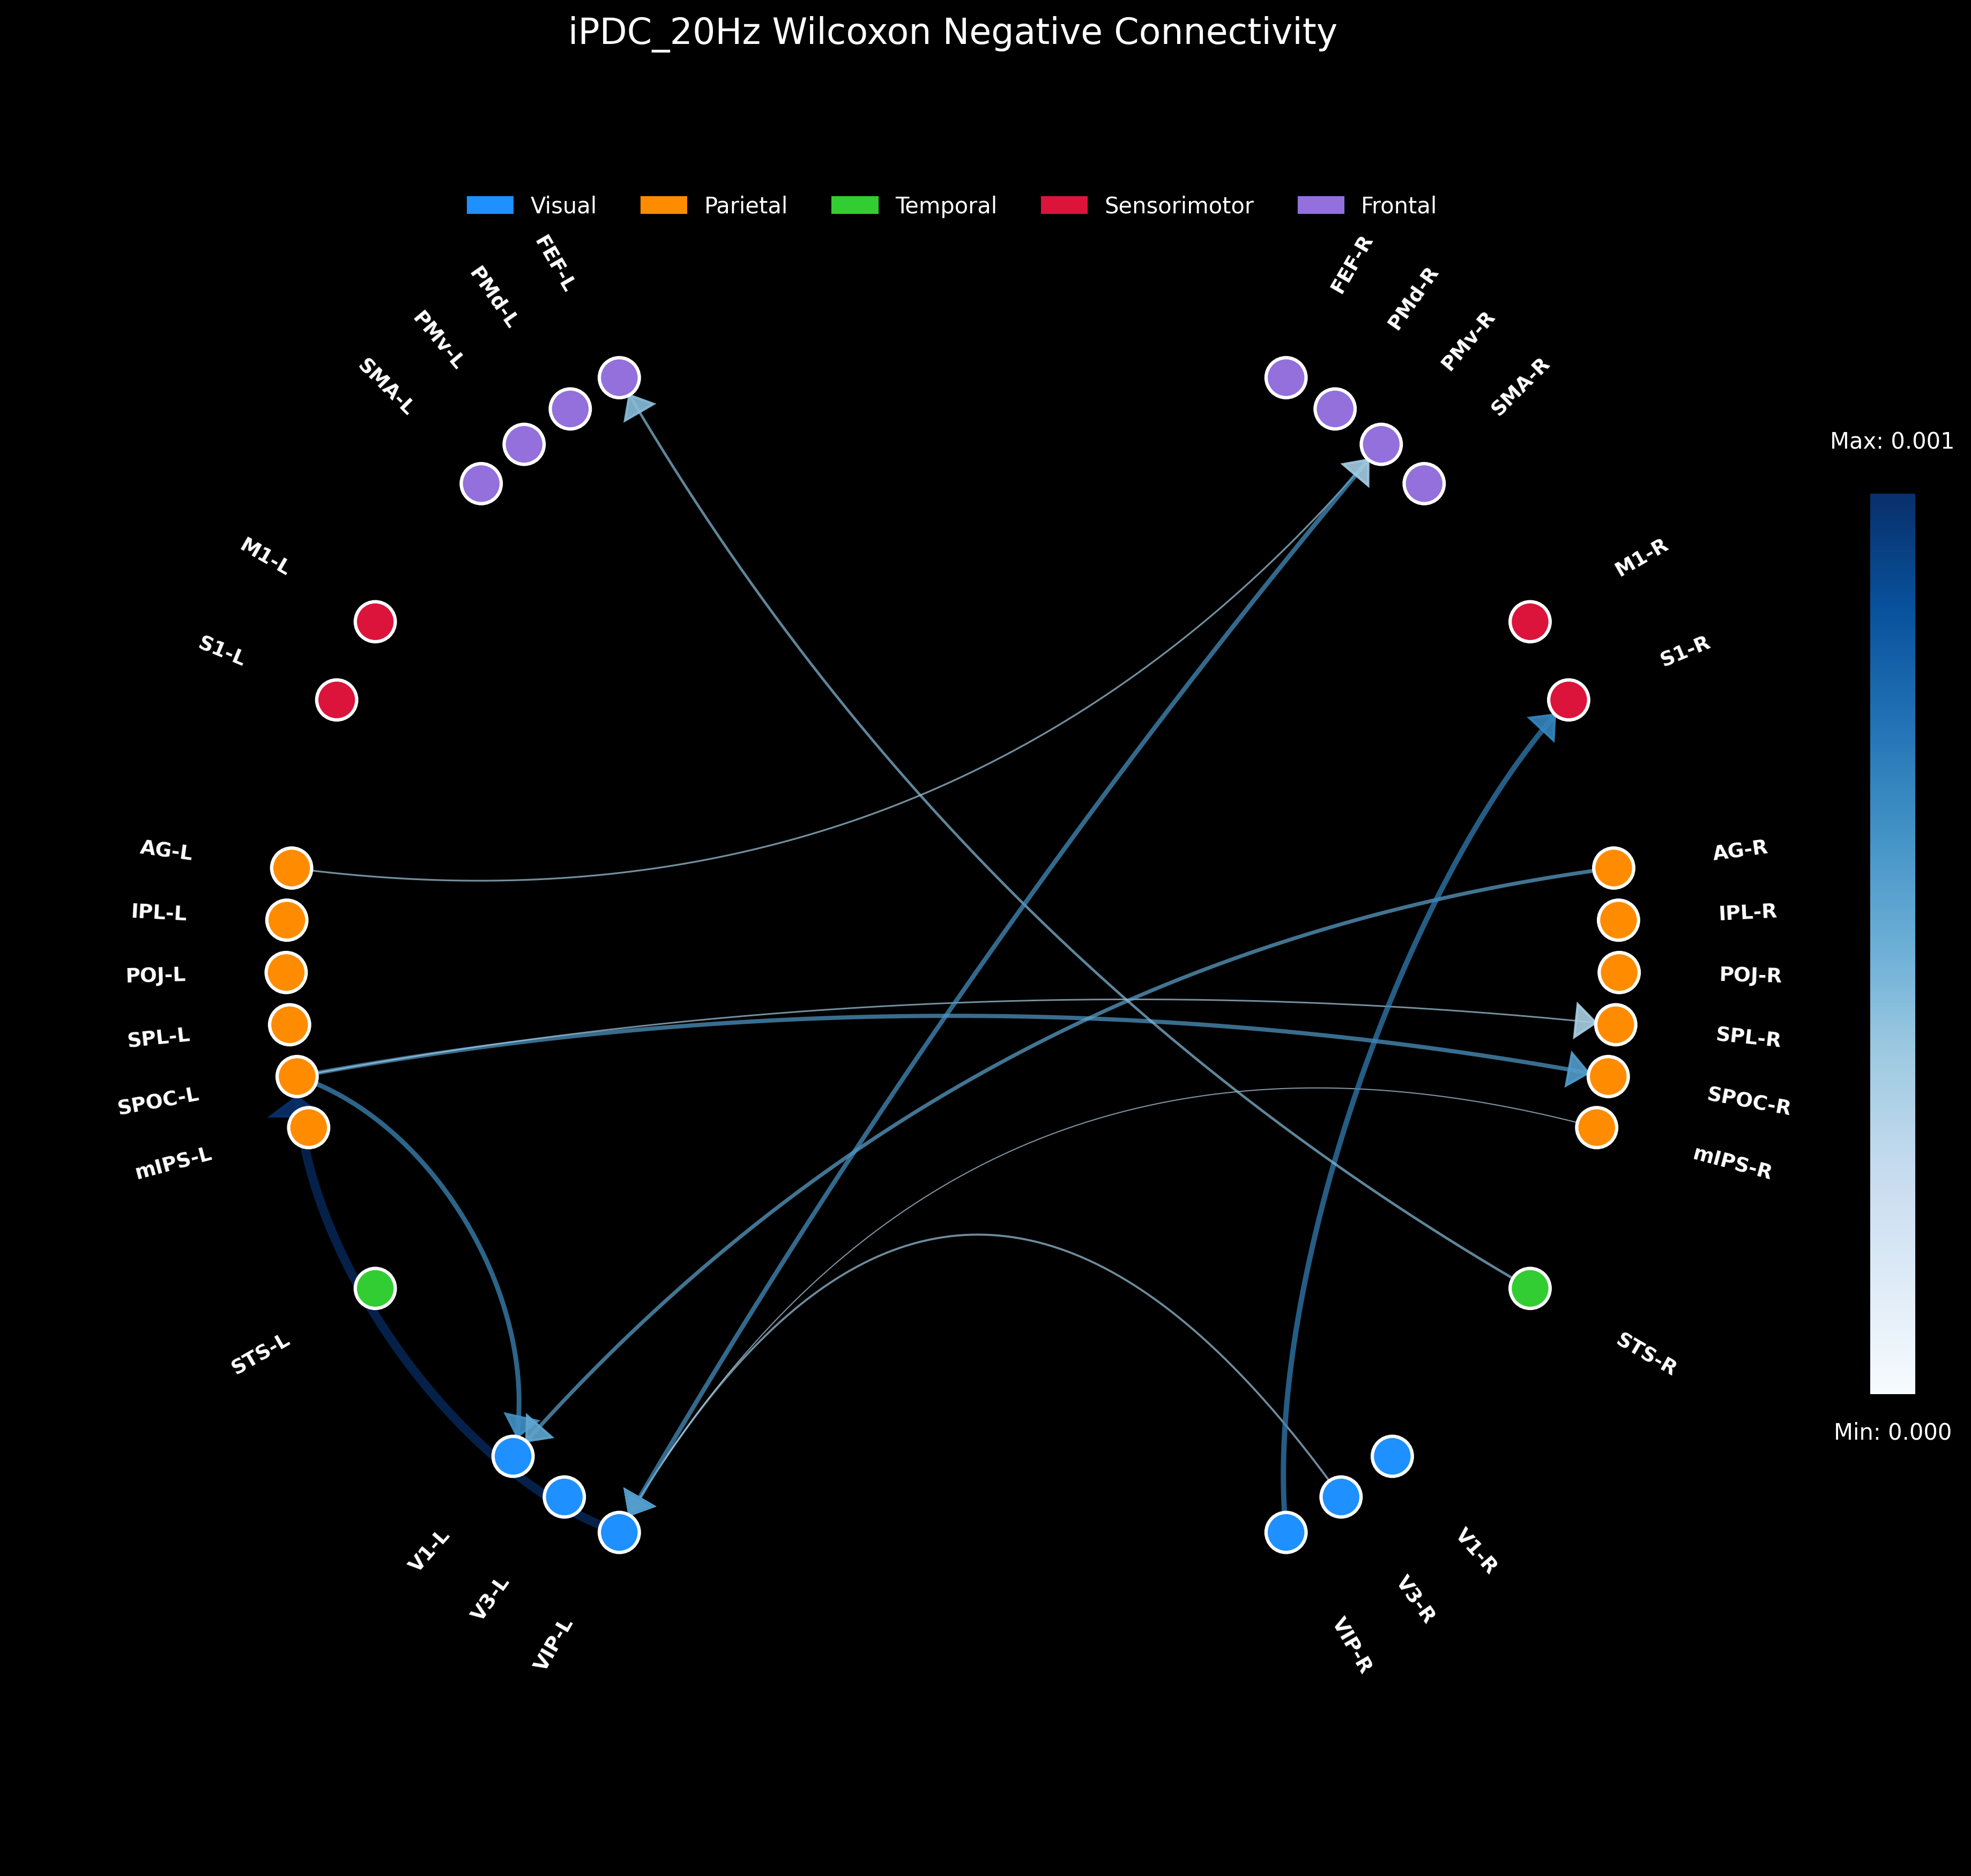 iPDC_20Hz Wilcoxon Negative Connectivity
Visual Parietal Temporal Sensorimotor Frontal
FEF-L
PMd-L
PMv-L
SMA-L
M1-L
S1-L
AG-L
IPL-L
POJ-L
SPL-L
SPOC-L
mIPS-L
STS-L
V1-L
V3-L
VIP-L
FEF-R
PMd-R
PMv-R
SMA-R
M1-R
S1-R
AG-R
IPL-R
POJ-R
SPL-R
SPOC-R
mIPS-R
STS-R
V1-R
V3-R
VIP-R
Max: 0.001
Min: 0.000